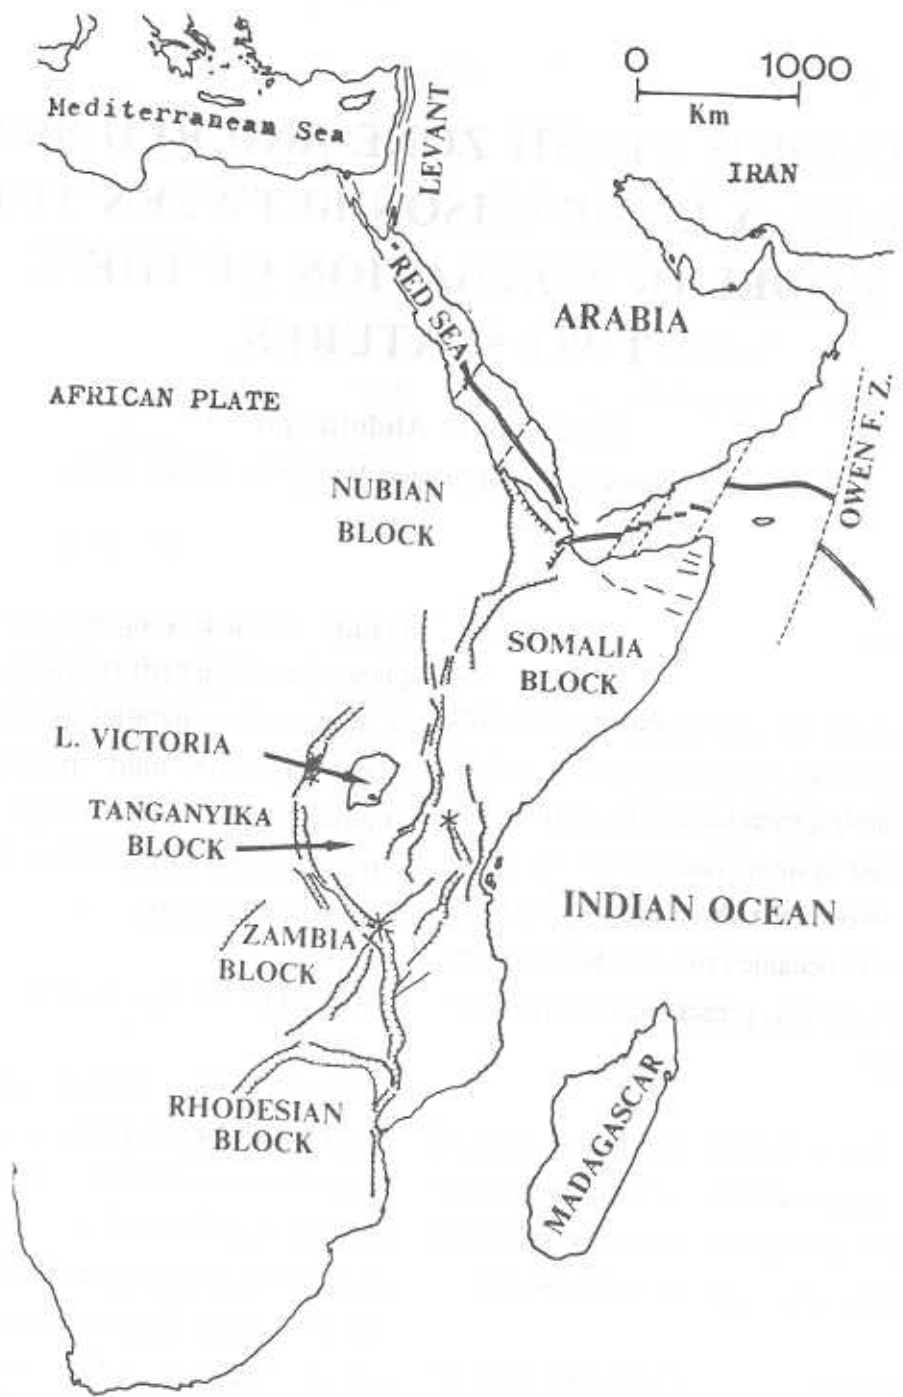 0 1000
Km
Mediterranean Sea
LEVANT
IRAN
RED SEA
ARABIA
AFRICAN PLATE
OWEN F. Z.
NUBIAN
BLOCK
SOMALIA
BLOCK
L. VICTORIA
TANGANYIKA
BLOCK
INDIAN OCEAN
ZAMBIA
BLOCK
MADAGASCAR
RHODESIAN
BLOCK